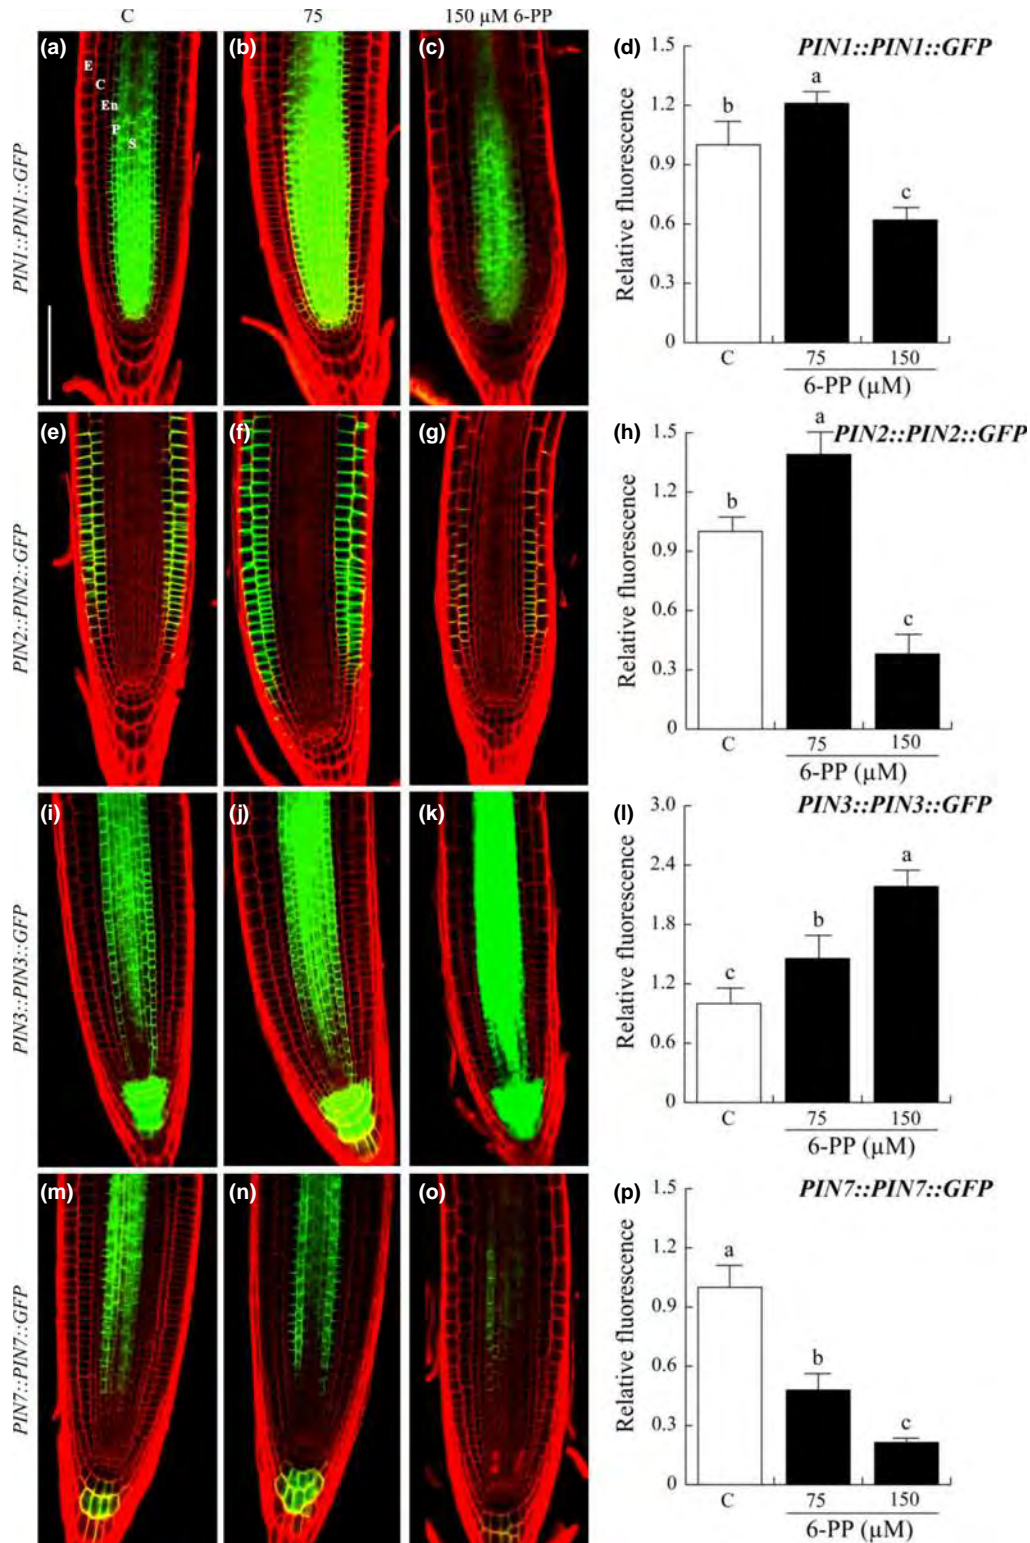 C 75 150 µM 6-PP
PIN1::PIN1::GFP
(a) (b) (c)
E
C
En
P
S
(d) PIN1::PIN1::GFP
Relative fluorescence
1.5
1.2
0.9
0.6
0.3
0
b a c
C 75 150
6-PP (µM)
PIN2::PIN2::GFP
(e) (f) (g)
(h) PIN2::PIN2::GFP
Relative fluorescence
1.5
1.2
0.9
0.6
0.3
0
b a c
C 75 150
6-PP (µM)
PIN3::PIN3::GFP
(i) (j) (k)
(l) PIN3::PIN3::GFP
Relative fluorescence
3.0
2.4
1.8
1.2
0.6
0
c b a
C 75 150
6-PP (µM)
PIN7::PIN7::GFP
(m) (n) (o)
(p) PIN7::PIN7::GFP
Relative fluorescence
1.5
1.2
0.9
0.6
0.3
0
a b c
C 75 150
6-PP (µM)